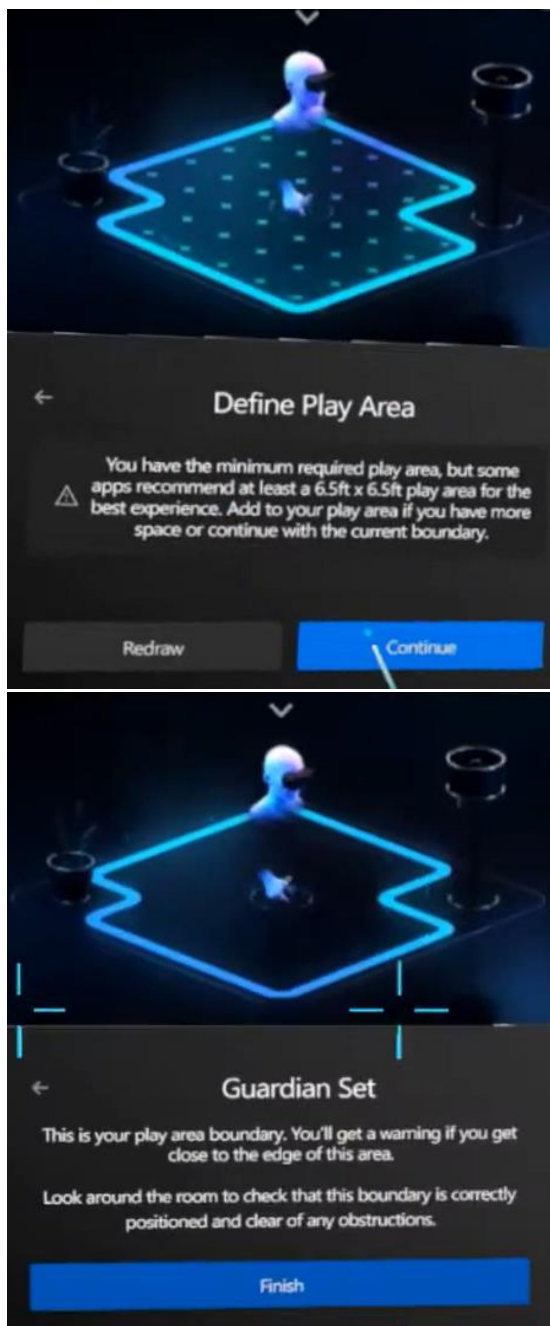 Define Play Area
You have the minimum required play area, but some
apps recommend at least a 6.5ft x 6.5ft play area for the
best experience. Add to your play area if you have more
space or continue with the current boundary.
Redraw
Continue
Guardian Set
This is your play area boundary. You'll get a warning if you get
close to the edge of this area.
Look around the room to check that this boundary is correctly
positioned and clear of any obstructions.
Finish